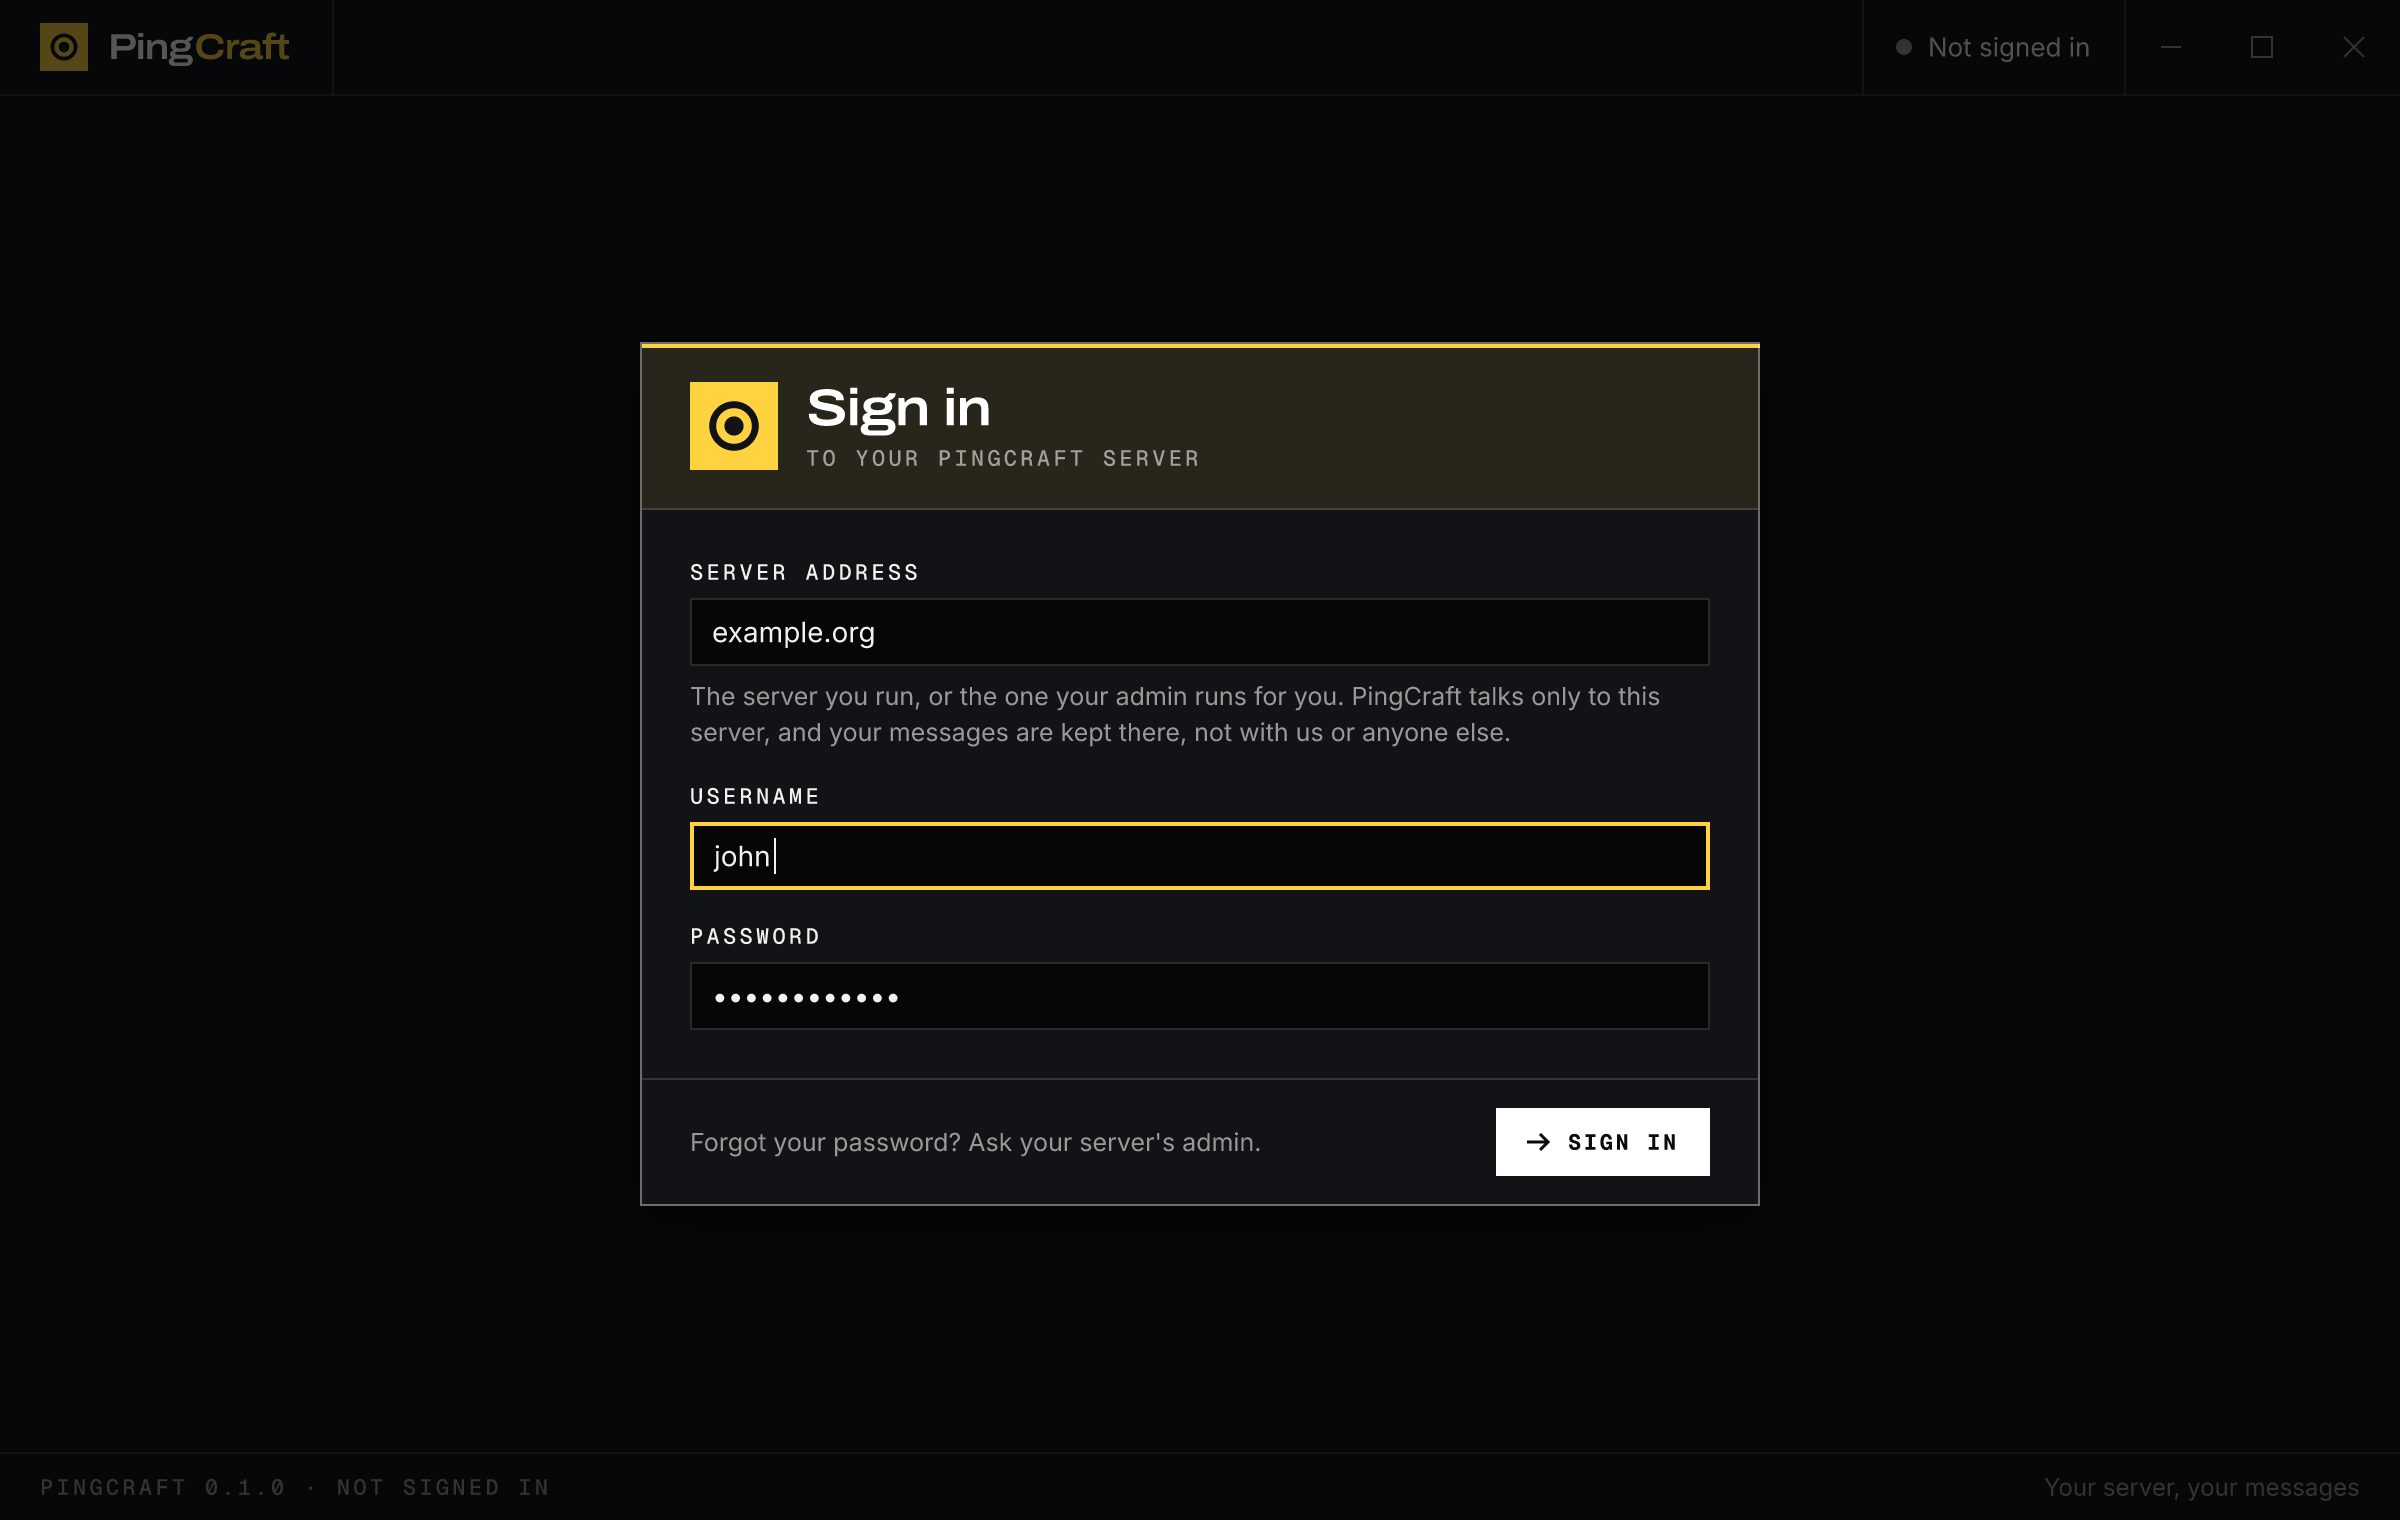 PingCraft
Not signed in
Sign in
TO YOUR PINGCRAFT SERVER
SERVER ADDRESS
example.org
The server you run, or the one your admin runs for you. PingCraft talks only to this
server, and your messages are kept there, not with us or anyone else.
USERNAME
john
PASSWORD
••••••••••••
Forgot your password? Ask your server's admin.
→ SIGN IN
PINGCRAFT 0.1.0 · NOT SIGNED IN
Your server, your messages